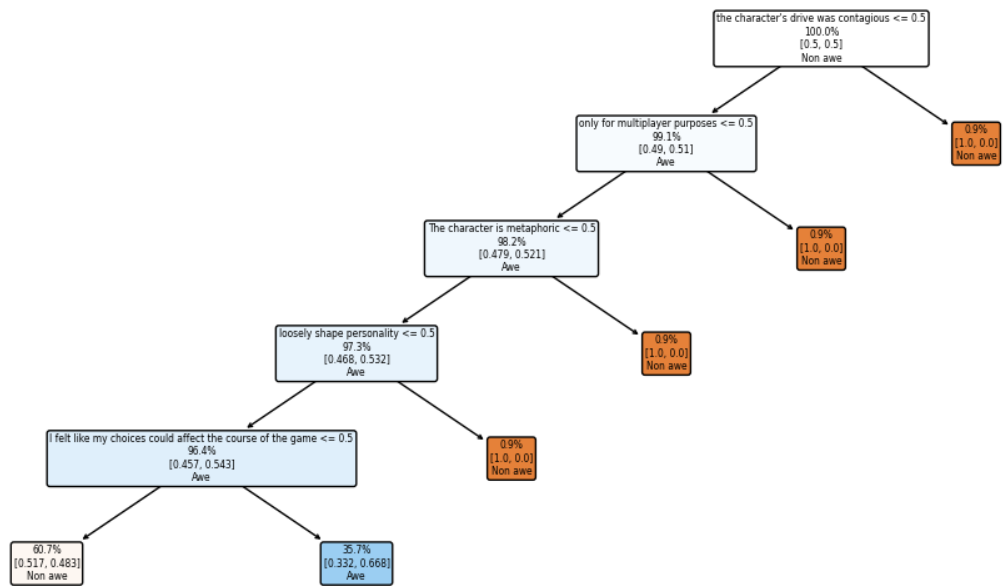 the character's drive was contagious <= 0.5
100.0%
[0.5, 0.5]
Non awe
only for multiplayer purposes <= 0.5
99.1%
[0.49, 0.51]
Awe
0.9%
[1.0, 0.0]
Non awe
The character is metaphoric <= 0.5
98.2%
[0.479, 0.521]
Awe
0.9%
[1.0, 0.0]
Non awe
loosely shape personality <= 0.5
97.3%
[0.468, 0.532]
Awe
0.9%
[1.0, 0.0]
Non awe
I felt like my choices could affect the course of the game <= 0.5
96.4%
[0.457, 0.543]
Awe
0.9%
[1.0, 0.0]
Non awe
60.7%
[0.517, 0.483]
Non awe
35.7%
[0.332, 0.668]
Awe